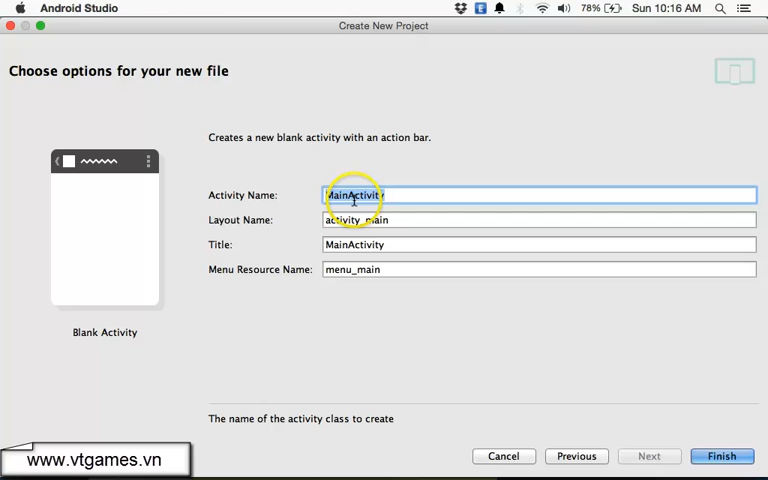 Android Studio 78% Sun 10:16 AM
Create New Project
Choose options for your new file
Creates a new blank activity with an action bar.
Activity Name: MainActivity
Layout Name: activity_main
Title: MainActivity
Menu Resource Name: menu_main
Blank Activity
The name of the activity class to create
Cancel Previous Next Finish
www.vtgames.vn